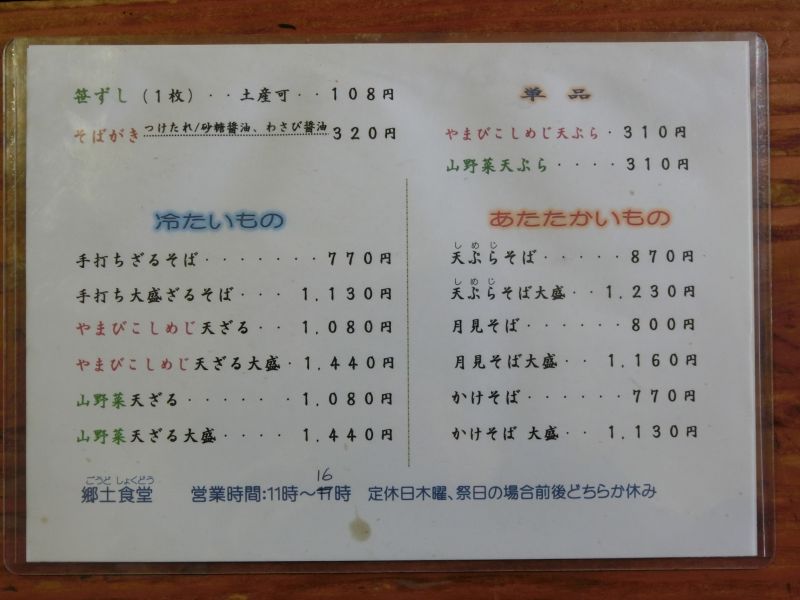 笹ずし（１枚）・・土産可・・１０８円
そばがき つけたれ/砂糖醤油、わさび醤油 ３２０円
単品
やまびこしめじ天ぷら・３１０円
山野菜天ぷら・・・・３１０円
冷たいもの
手打ちざるそば・・・・・・・７７０円
手打ち大盛ざるそば・・・１,１３０円
やまびこしめじ天ざる・・１,０８０円
やまびこしめじ天ざる大盛・１,４４０円
山野菜天ざる・・・・・・１,０８０円
山野菜天ざる大盛・・・・１,４４０円
あたたかいもの
しめじ
天ぷらそば・・・・・８７０円
しめじ
天ぷらそば大盛・・１,２３０円
月見そば・・・・・・８００円
月見そば大盛・・１,１６０円
かけそば・・・・・・７７０円
かけそば 大盛・・１,１３０円
ごうど しょくどう
郷土食堂 営業時間:11時～17時 16 定休日木曜、祭日の場合前後どちらか休み